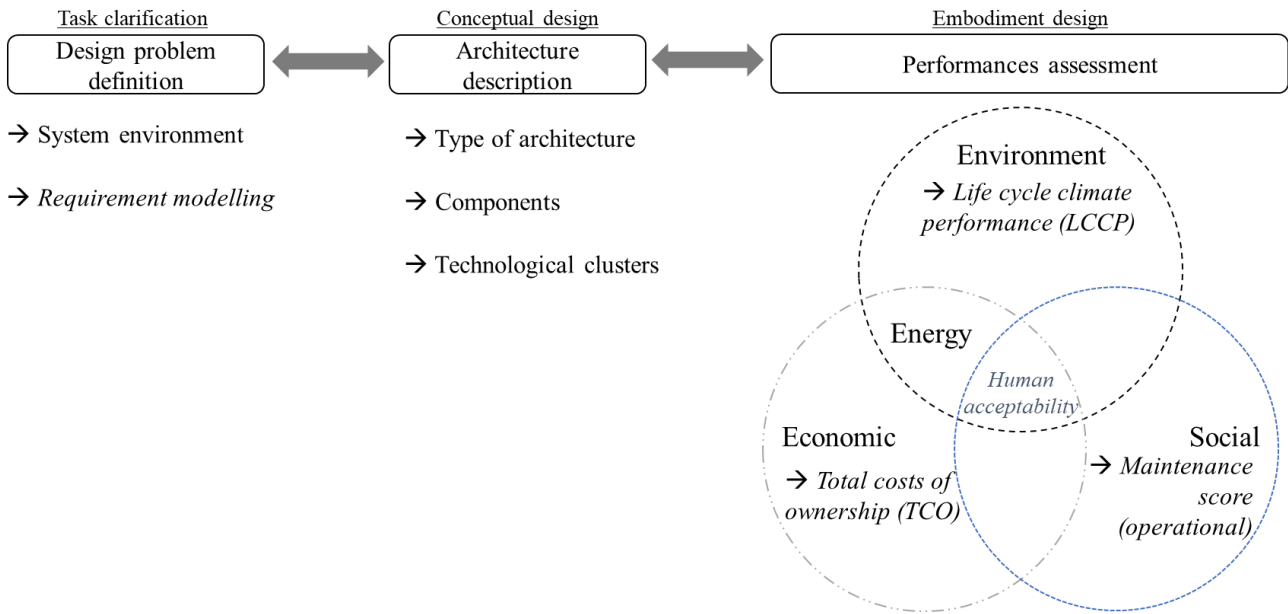 Task clarification
Design problem
definition
→ System environment
→ Requirement modelling
Conceptual design
Architecture
description
→ Type of architecture
→ Components
→ Technological clusters
Embodiment design
Performances assessment
Environment
→ Life cycle climate
performance (LCCP)
Energy
Human
acceptability
Economic
→ Total costs of
ownership (TCO)
Social
→ Maintenance
score
(operational)